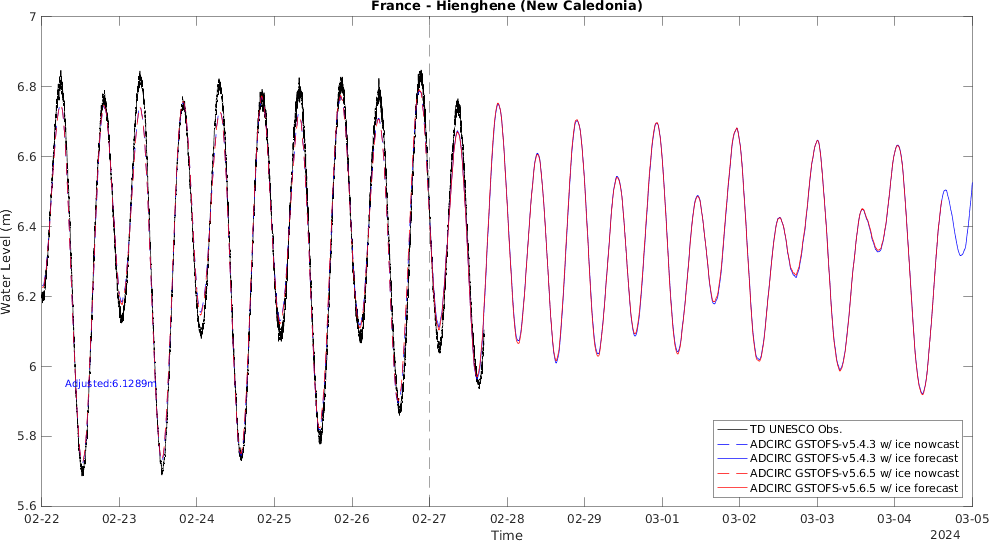 France - Hienghene (New Caledonia)
7
6.8
6.6
6.4
6.2
6
5.8
5.6
Water Level (m)
Adjusted:6.1289m
TD UNESCO Obs.
ADCIRC GSTOFS-v5.4.3 w/ ice nowcast
ADCIRC GSTOFS-v5.4.3 w/ ice forecast
ADCIRC GSTOFS-v5.6.5 w/ ice nowcast
ADCIRC GSTOFS-v5.6.5 w/ ice forecast
02-22 02-23 02-24 02-25 02-26 02-27 02-28 02-29 03-01 03-02 03-03 03-04 03-05
Time
2024